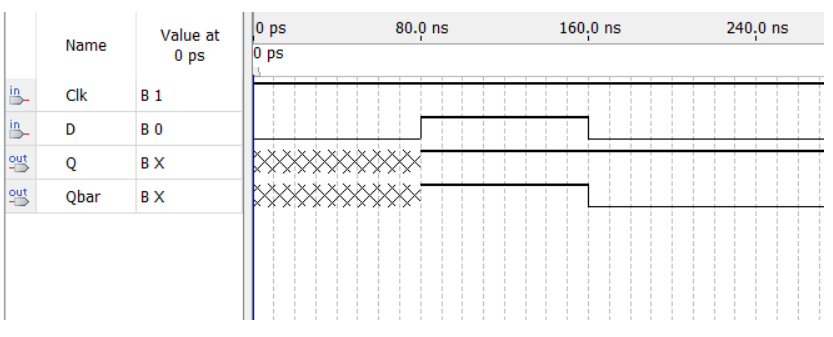 Name Value at 0 ps 0 ps 80.0 ns 160.0 ns 240.0 ns
0 ps
in Clk B 1
in D B 0
out Q B X
out Qbar B X